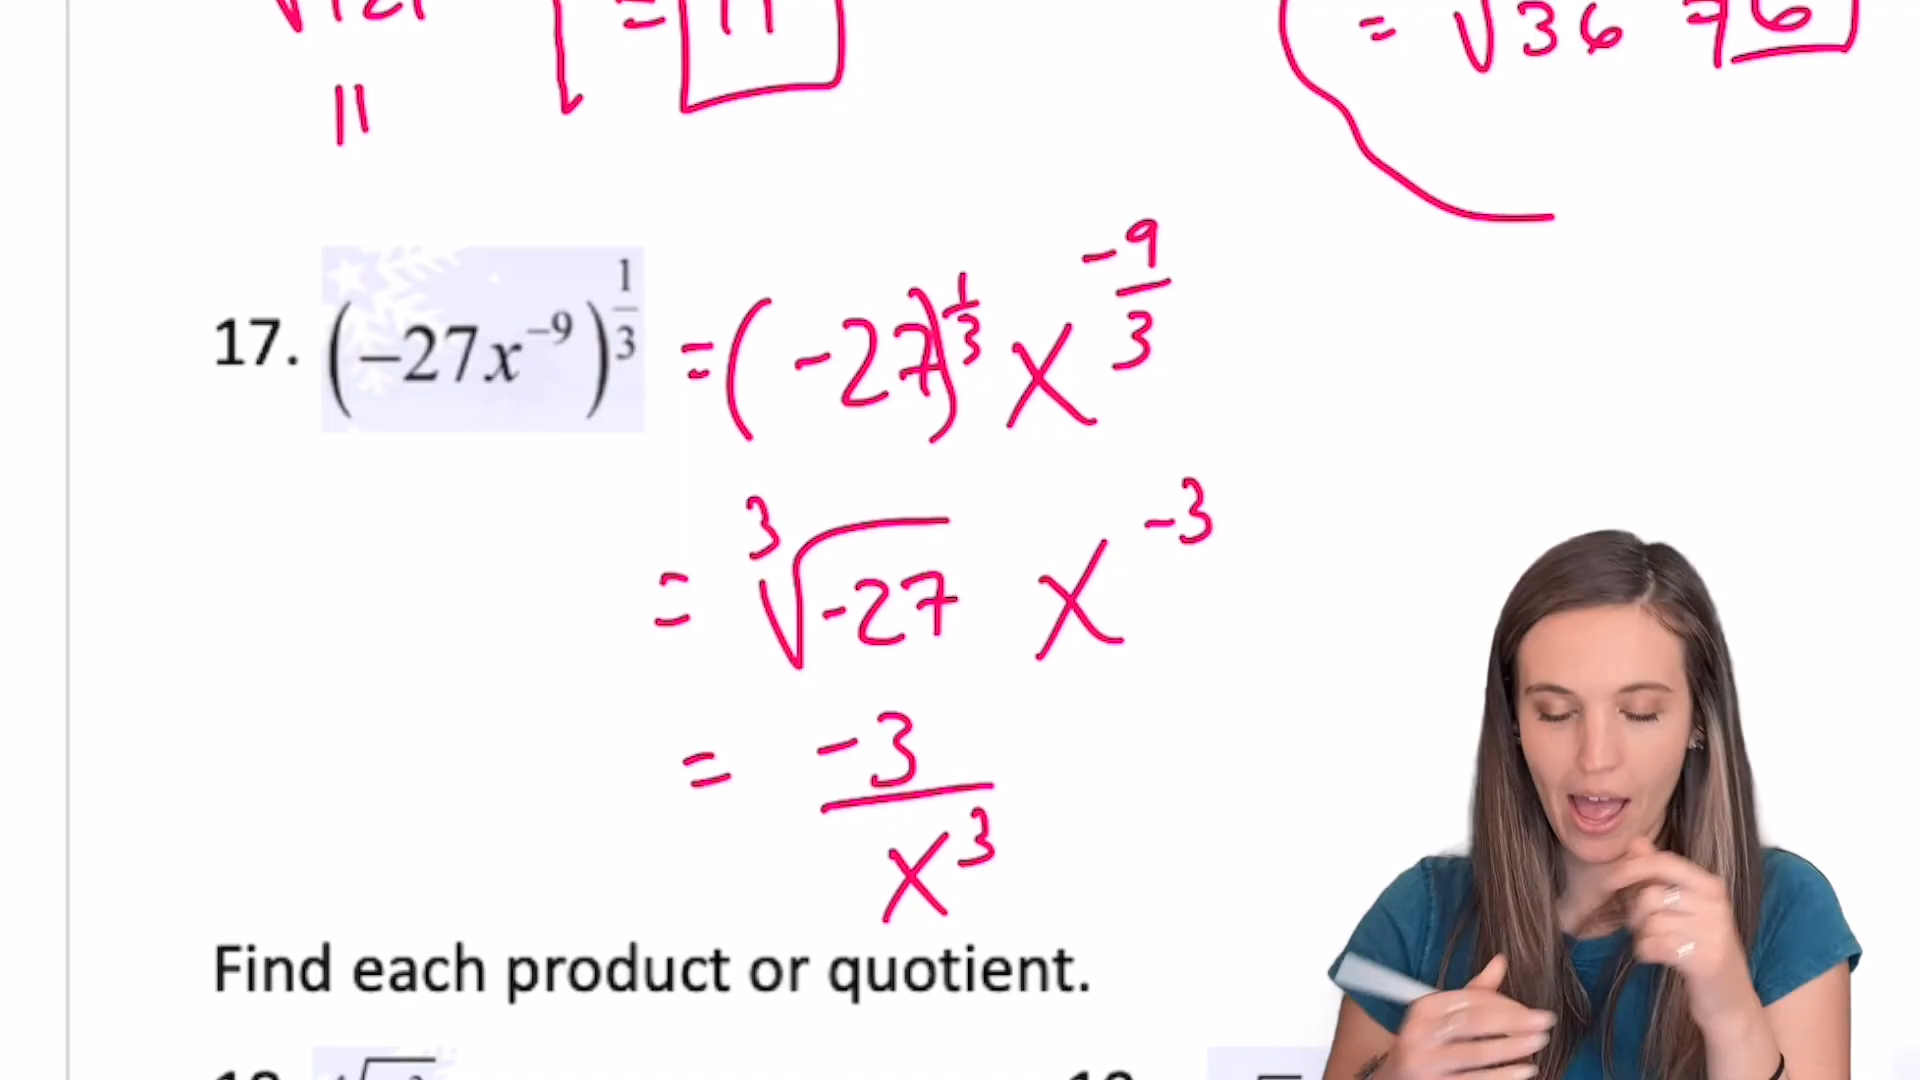 = 11
= √36 = 6
11
17. (−27x⁻⁹)^(1/3) = (-27)^(1/3) x^(-9/3)
= ³√-27 x⁻³
= -3/x³
Find each product or quotient.